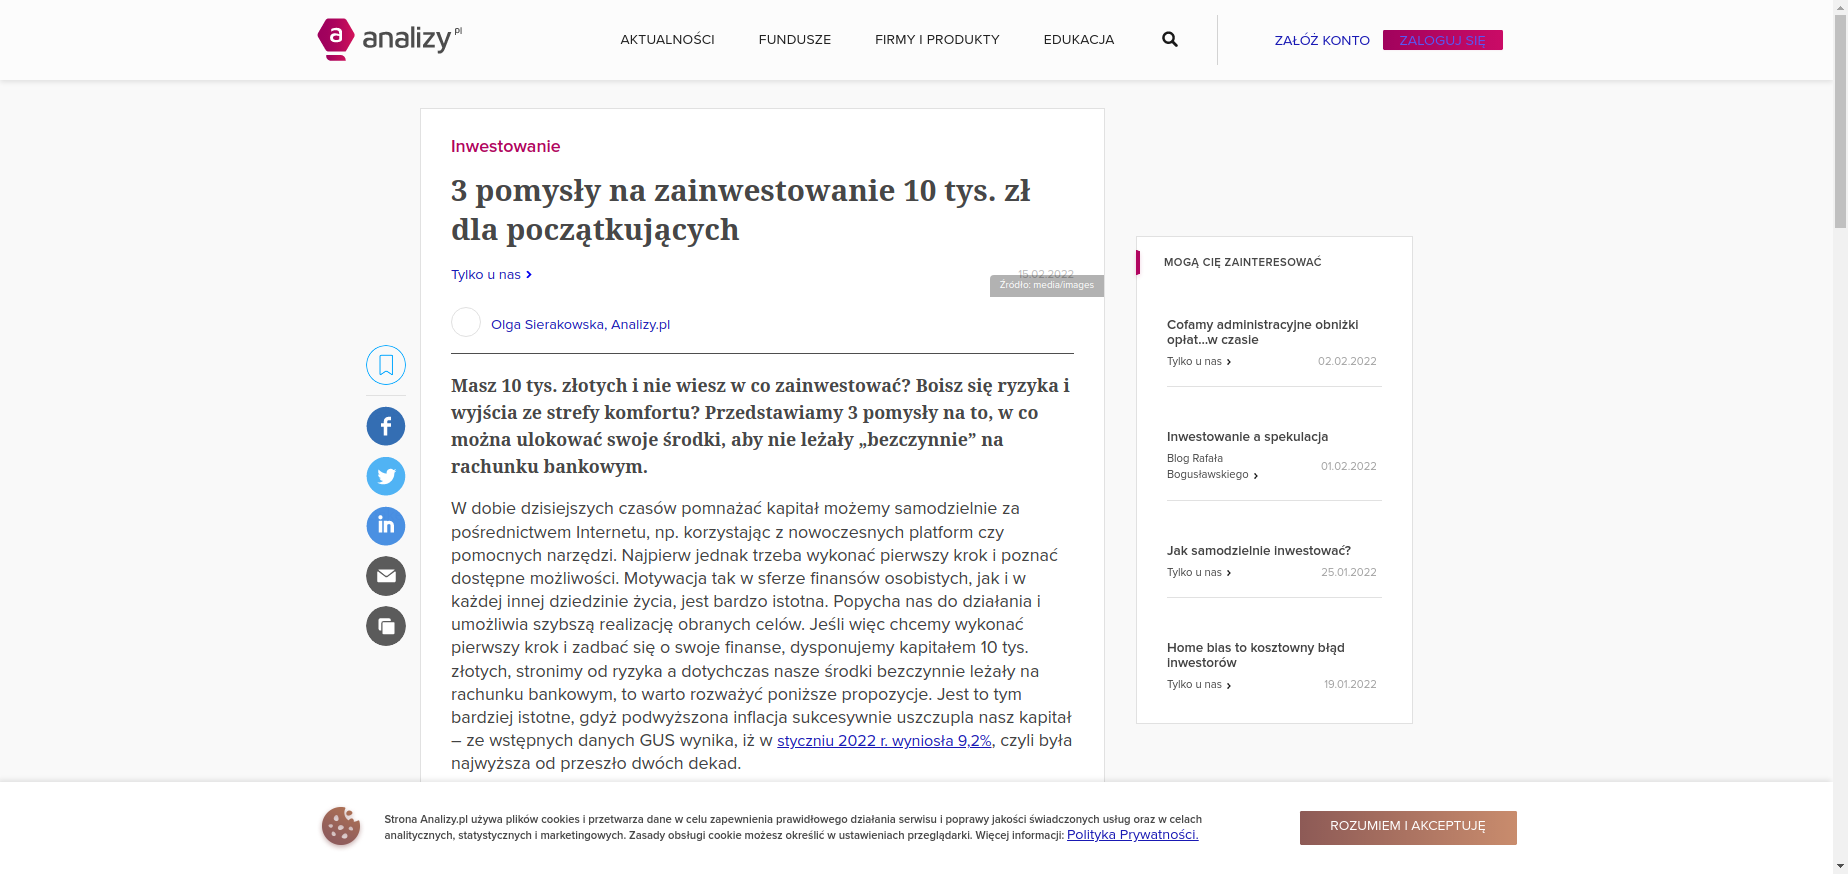 a analizy pl
AKTUALNOŚCI FUNDUSZE FIRMY I PRODUKTY EDUKACJA
ZAŁÓŻ KONTO ZALOGUJ SIĘ
Inwestowanie
3 pomysły na zainwestowanie 10 tys. zł
dla początkujących
Tylko u nas
15.02.2022
Źródło: media/images
Olga Sierakowska, Analizy.pl
Masz 10 tys. złotych i nie wiesz w co zainwestować? Boisz się ryzyka i
wyjścia ze strefy komfortu? Przedstawiamy 3 pomysły na to, w co
można ulokować swoje środki, aby nie leżały „bezczynnie” na
rachunku bankowym.
W dobie dzisiejszych czasów pomnażać kapitał możemy samodzielnie za
pośrednictwem Internetu, np. korzystając z nowoczesnych platform czy
pomocnych narzędzi. Najpierw jednak trzeba wykonać pierwszy krok i poznać
dostępne możliwości. Motywacja tak w sferze finansów osobistych, jak i w
każdej innej dziedzinie życia, jest bardzo istotna. Popycha nas do działania i
umożliwia szybszą realizację obranych celów. Jeśli więc chcemy wykonać
pierwszy krok i zadbać się o swoje finanse, dysponujemy kapitałem 10 tys.
złotych, stronimy od ryzyka a dotychczas nasze środki bezczynnie leżały na
rachunku bankowym, to warto rozważyć poniższe propozycje. Jest to tym
bardziej istotne, gdyż podwyższona inflacja sukcesywnie uszczupla nasz kapitał
– ze wstępnych danych GUS wynika, iż w styczniu 2022 r. wyniosła 9,2%, czyli była
najwyższa od przeszło dwóch dekad.
MOGĄ CIĘ ZAINTERESOWAĆ
Cofamy administracyjne obniżki
opłat...w czasie
Tylko u nas 02.02.2022
Inwestowanie a spekulacja
Blog Rafała
Bogusławskiego
01.02.2022
Jak samodzielnie inwestować?
Tylko u nas 25.01.2022
Home bias to kosztowny błąd
inwestorów
Tylko u nas 19.01.2022
Strona Analizy.pl używa plików cookies i przetwarza dane w celu zapewnienia prawidłowego działania serwisu i poprawy jakości świadczonych usług oraz w celach
analitycznych, statystycznych i marketingowych. Zasady obsługi cookie możesz określić w ustawieniach przeglądarki. Więcej informacji: Polityka Prywatności.
ROZUMIEM I AKCEPTUJĘ